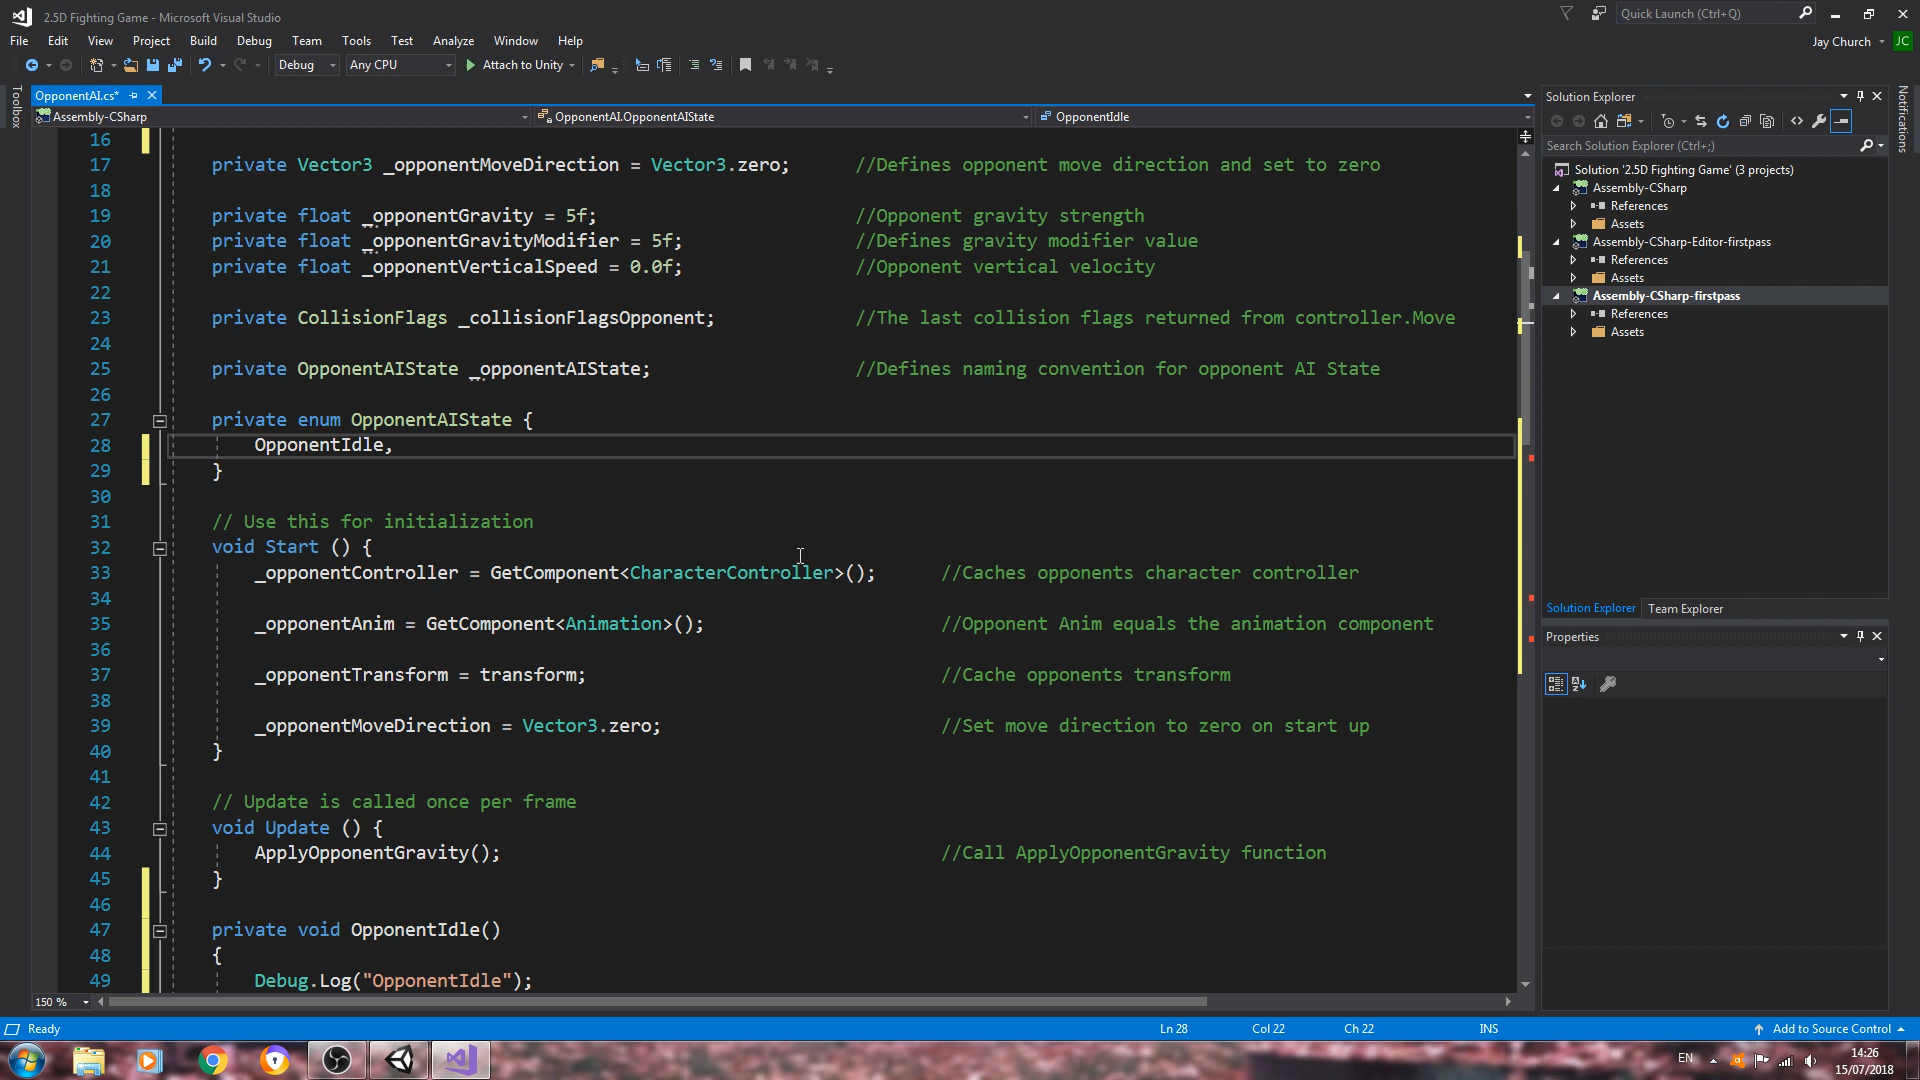 2.5D Fighting Game - Microsoft Visual Studio
Quick Launch (Ctrl+Q)
File Edit View Project Build Debug Team Tools Test Analyze Window Help
Jay Church JC
Debug Any CPU Attach to Unity
Toolbox
OpponentAI.cs*
Assembly-CSharp
OpponentAI.OpponentAIState
OpponentIdle
16
17 private Vector3 _opponentMoveDirection = Vector3.zero; //Defines opponent move direction and set to zero
18
19 private float _opponentGravity = 5f; //Opponent gravity strength
20 private float _opponentGravityModifier = 5f; //Defines gravity modifier value
21 private float _opponentVerticalSpeed = 0.0f; //Opponent vertical velocity
22
23 private CollisionFlags _collisionFlagsOpponent; //The last collision flags returned from controller.Move
24
25 private OpponentAIState _opponentAIState; //Defines naming convention for opponent AI State
26
27 private enum OpponentAIState {
28 OpponentIdle,
29 }
30
31 // Use this for initialization
32 void Start () {
33 _opponentController = GetComponent<CharacterController>(); //Caches opponents character controller
34
35 _opponentAnim = GetComponent<Animation>(); //Opponent Anim equals the animation component
36
37 _opponentTransform = transform; //Cache opponents transform
38
39 _opponentMoveDirection = Vector3.zero; //Set move direction to zero on start up
40 }
41
42 // Update is called once per frame
43 void Update () {
44 ApplyOpponentGravity(); //Call ApplyOpponentGravity function
45 }
46
47 private void OpponentIdle()
48 {
49 Debug.Log("OpponentIdle");
150 %
Solution Explorer
Search Solution Explorer (Ctrl+;)
Solution '2.5D Fighting Game' (3 projects)
Assembly-CSharp
References
Assets
Assembly-CSharp-Editor-firstpass
References
Assets
Assembly-CSharp-firstpass
References
Assets
Solution Explorer Team Explorer
Properties
Notifications
Ready Ln 28 Col 22 Ch 22 INS Add to Source Control
EN
14:26
15/07/2018